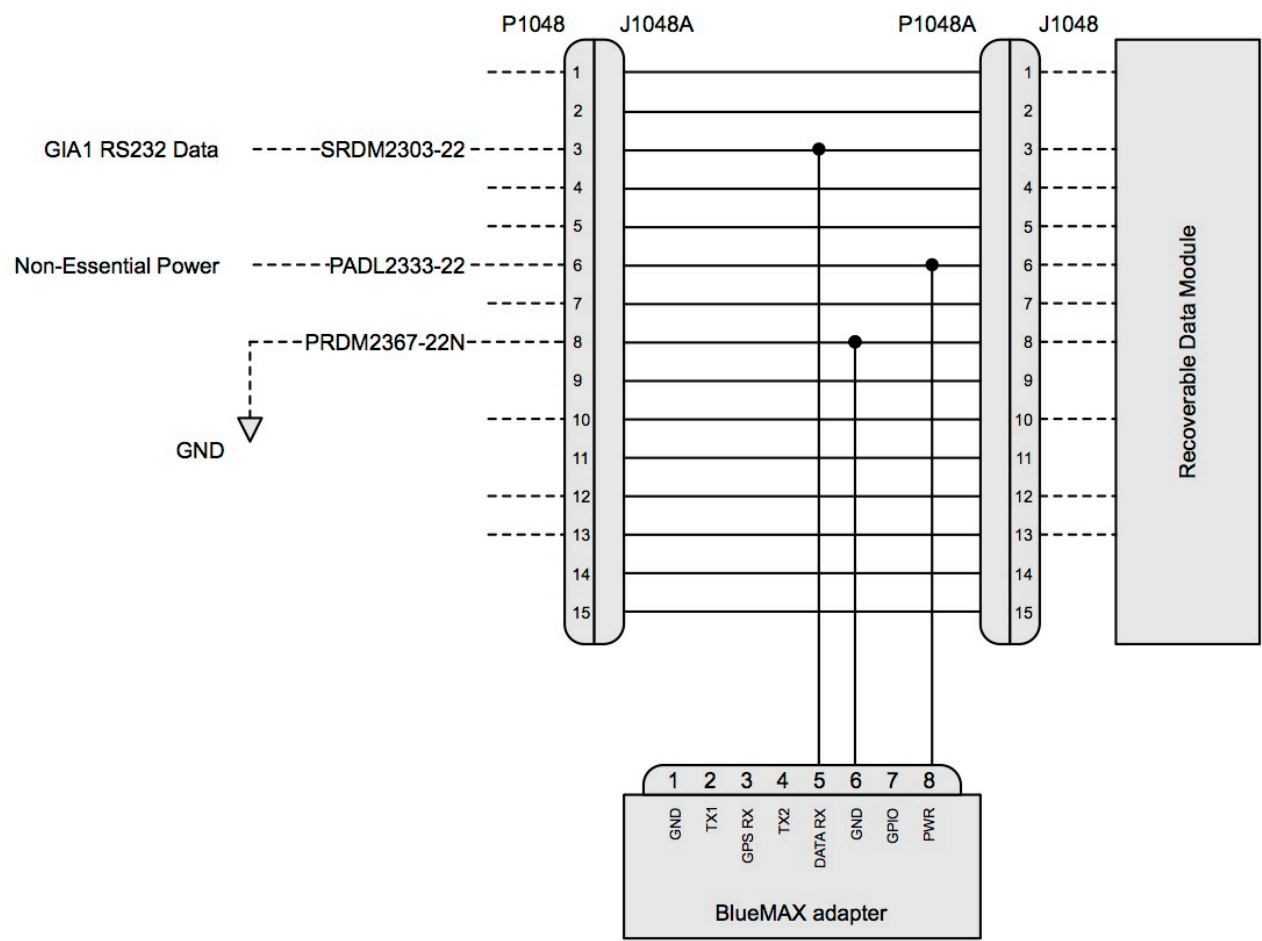 P1048 J1048A P1048A J1048
1 1
2 2
GIA1 RS232 Data SRDM2303-22 3 3
4 4
5 5
Non-Essential Power PADL2333-22 6 6
7 7
PRDM2367-22N 8 8
9 9
10 10
GND
11 11
12 12
13 13
14 14
15 15
Recoverable Data Module
1 2 3 4 5 6 7 8
GND TX1 GPS RX TX2 DATA RX GND GPIO PWR
BlueMAX adapter